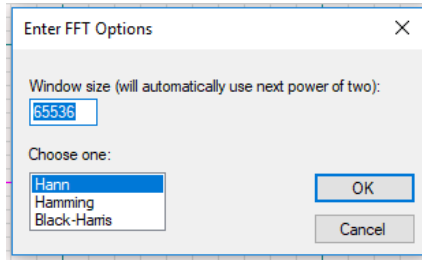 Enter FFT Options
Window size (will automatically use next power of two):
65536
Choose one:
Hann
Hamming
Black-Harris
OK
Cancel